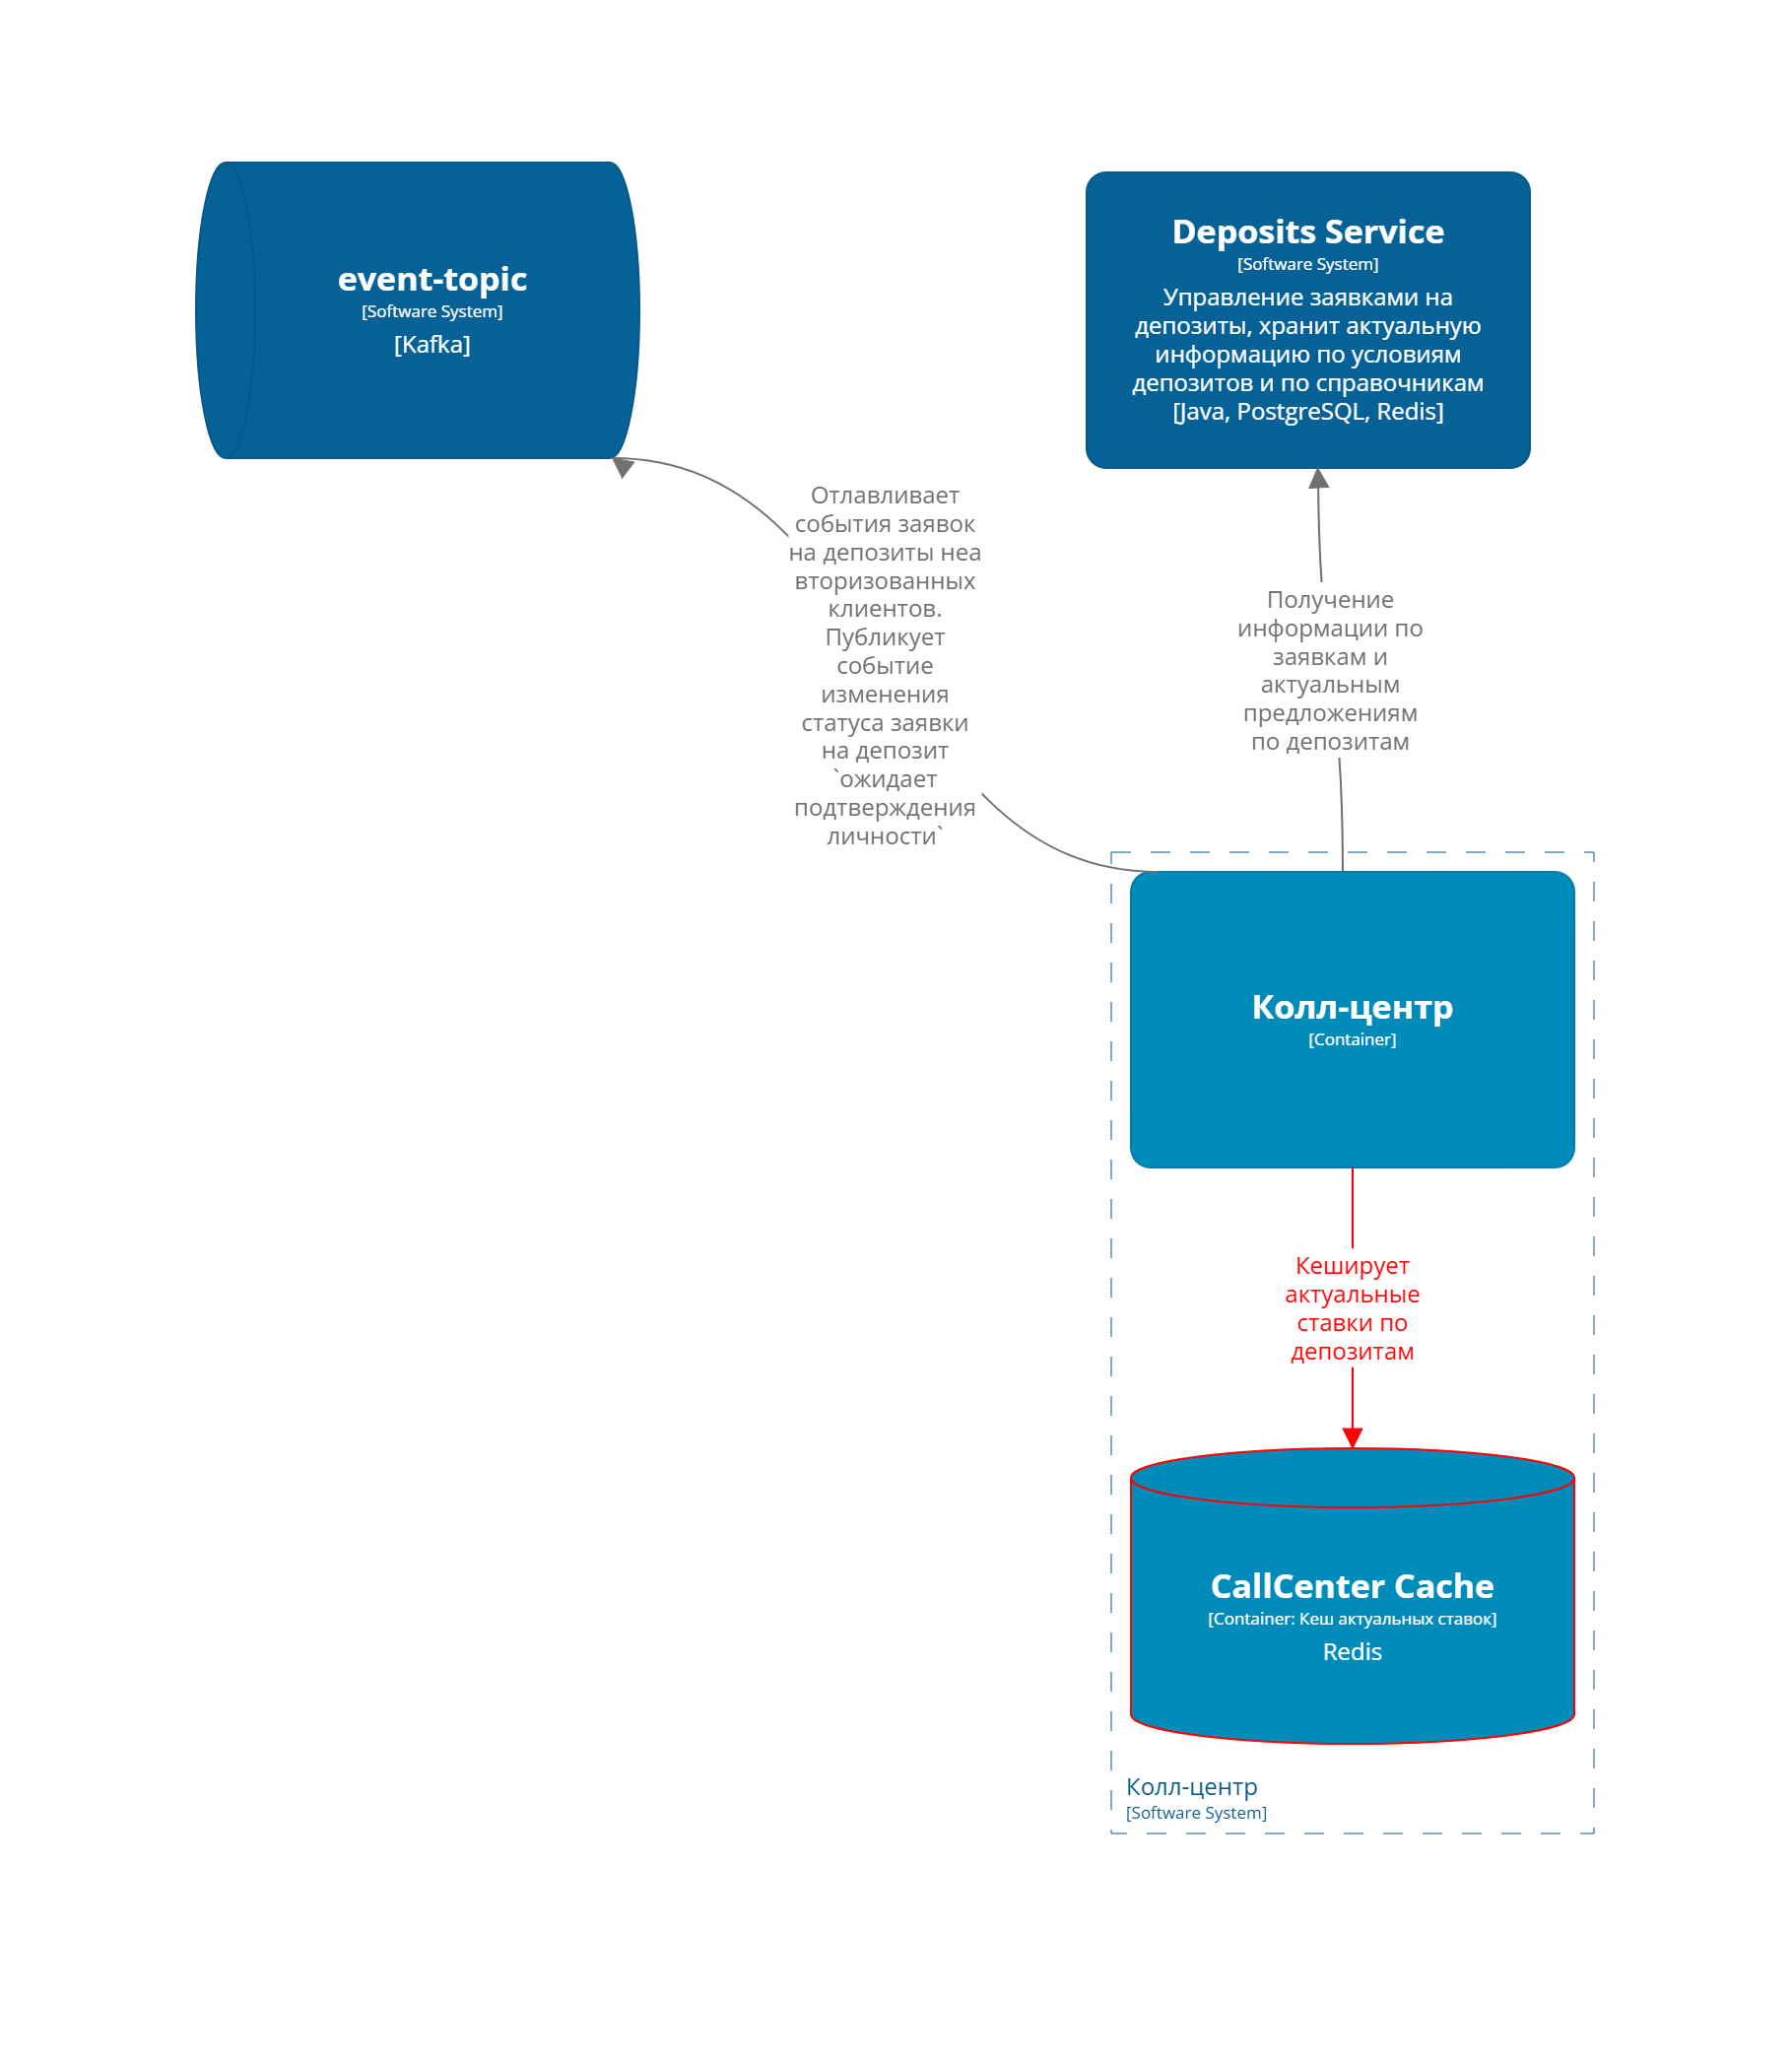 event-topic
[Software System]
[Kafka]
Deposits Service
[Software System]
Управление заявками на
депозиты, хранит актуальную
информацию по условиям
депозитов и по справочникам
[Java, PostgreSQL, Redis]
Отлавливает
события заявок
на депозиты неа
вторизованных
клиентов.
Публикует
событие
изменения
статуса заявки
на депозит
`ожидает
подтверждения
личности`
Получение
информации по
заявкам и
актуальным
предложениям
по депозитам
Колл-центр
[Container]
Кеширует
актуальные
ставки по
депозитам
CallCenter Cache
[Container: Кеш актуальных ставок]
Redis
Колл-центр
[Software System]